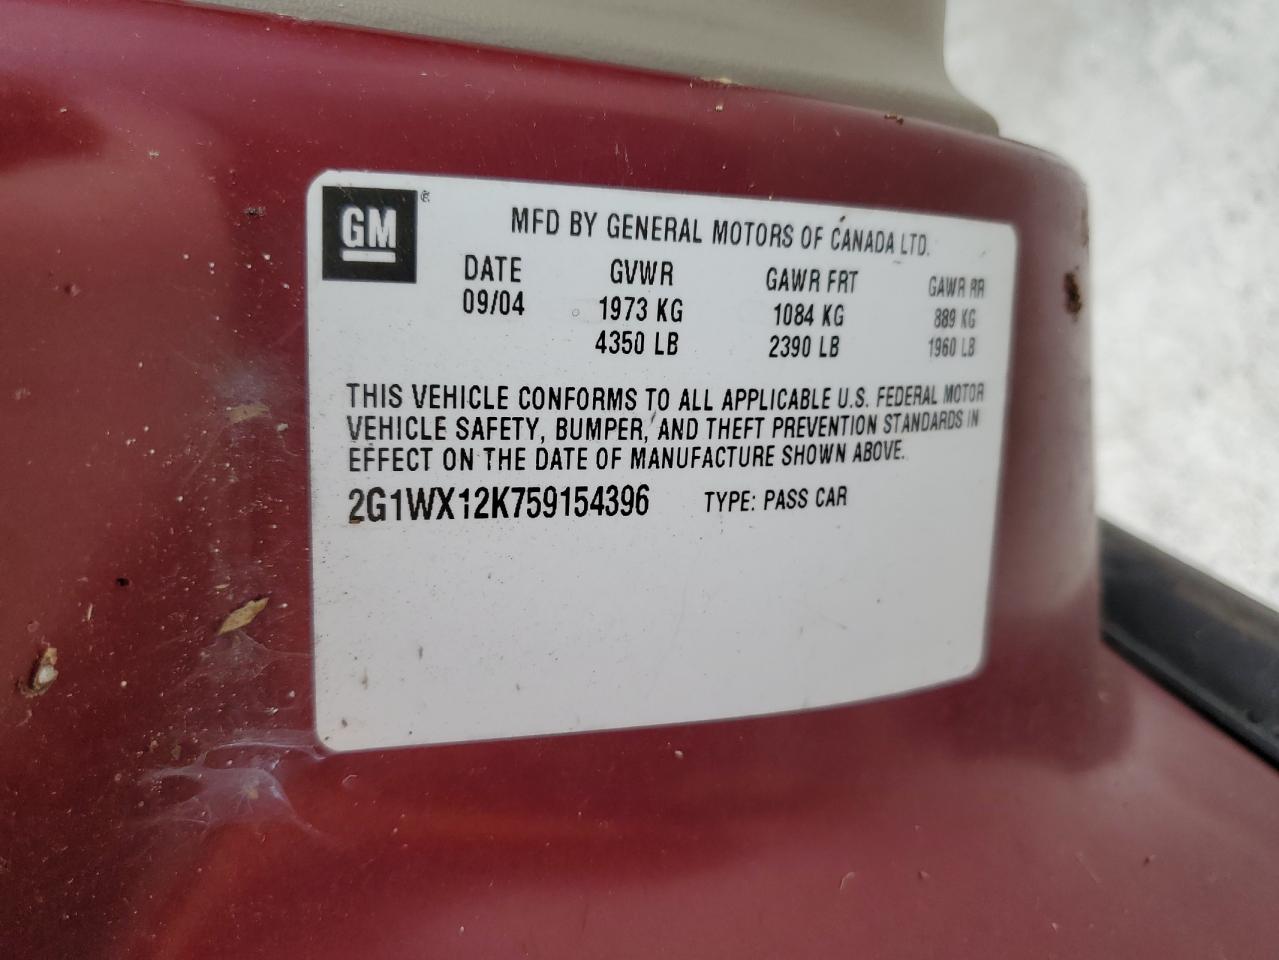 GM ®
MFD BY GENERAL MOTORS OF CANADA LTD.
DATE GVWR GAWR FRT GAWR RR
09/04 1973 KG 1084 KG 889 KG
4350 LB 2390 LB 1960 LB
THIS VEHICLE CONFORMS TO ALL APPLICABLE U.S. FEDERAL MOTOR
VEHICLE SAFETY, BUMPER, AND THEFT PREVENTION STANDARDS IN
EFFECT ON THE DATE OF MANUFACTURE SHOWN ABOVE.
2G1WX12K759154396 TYPE: PASS CAR